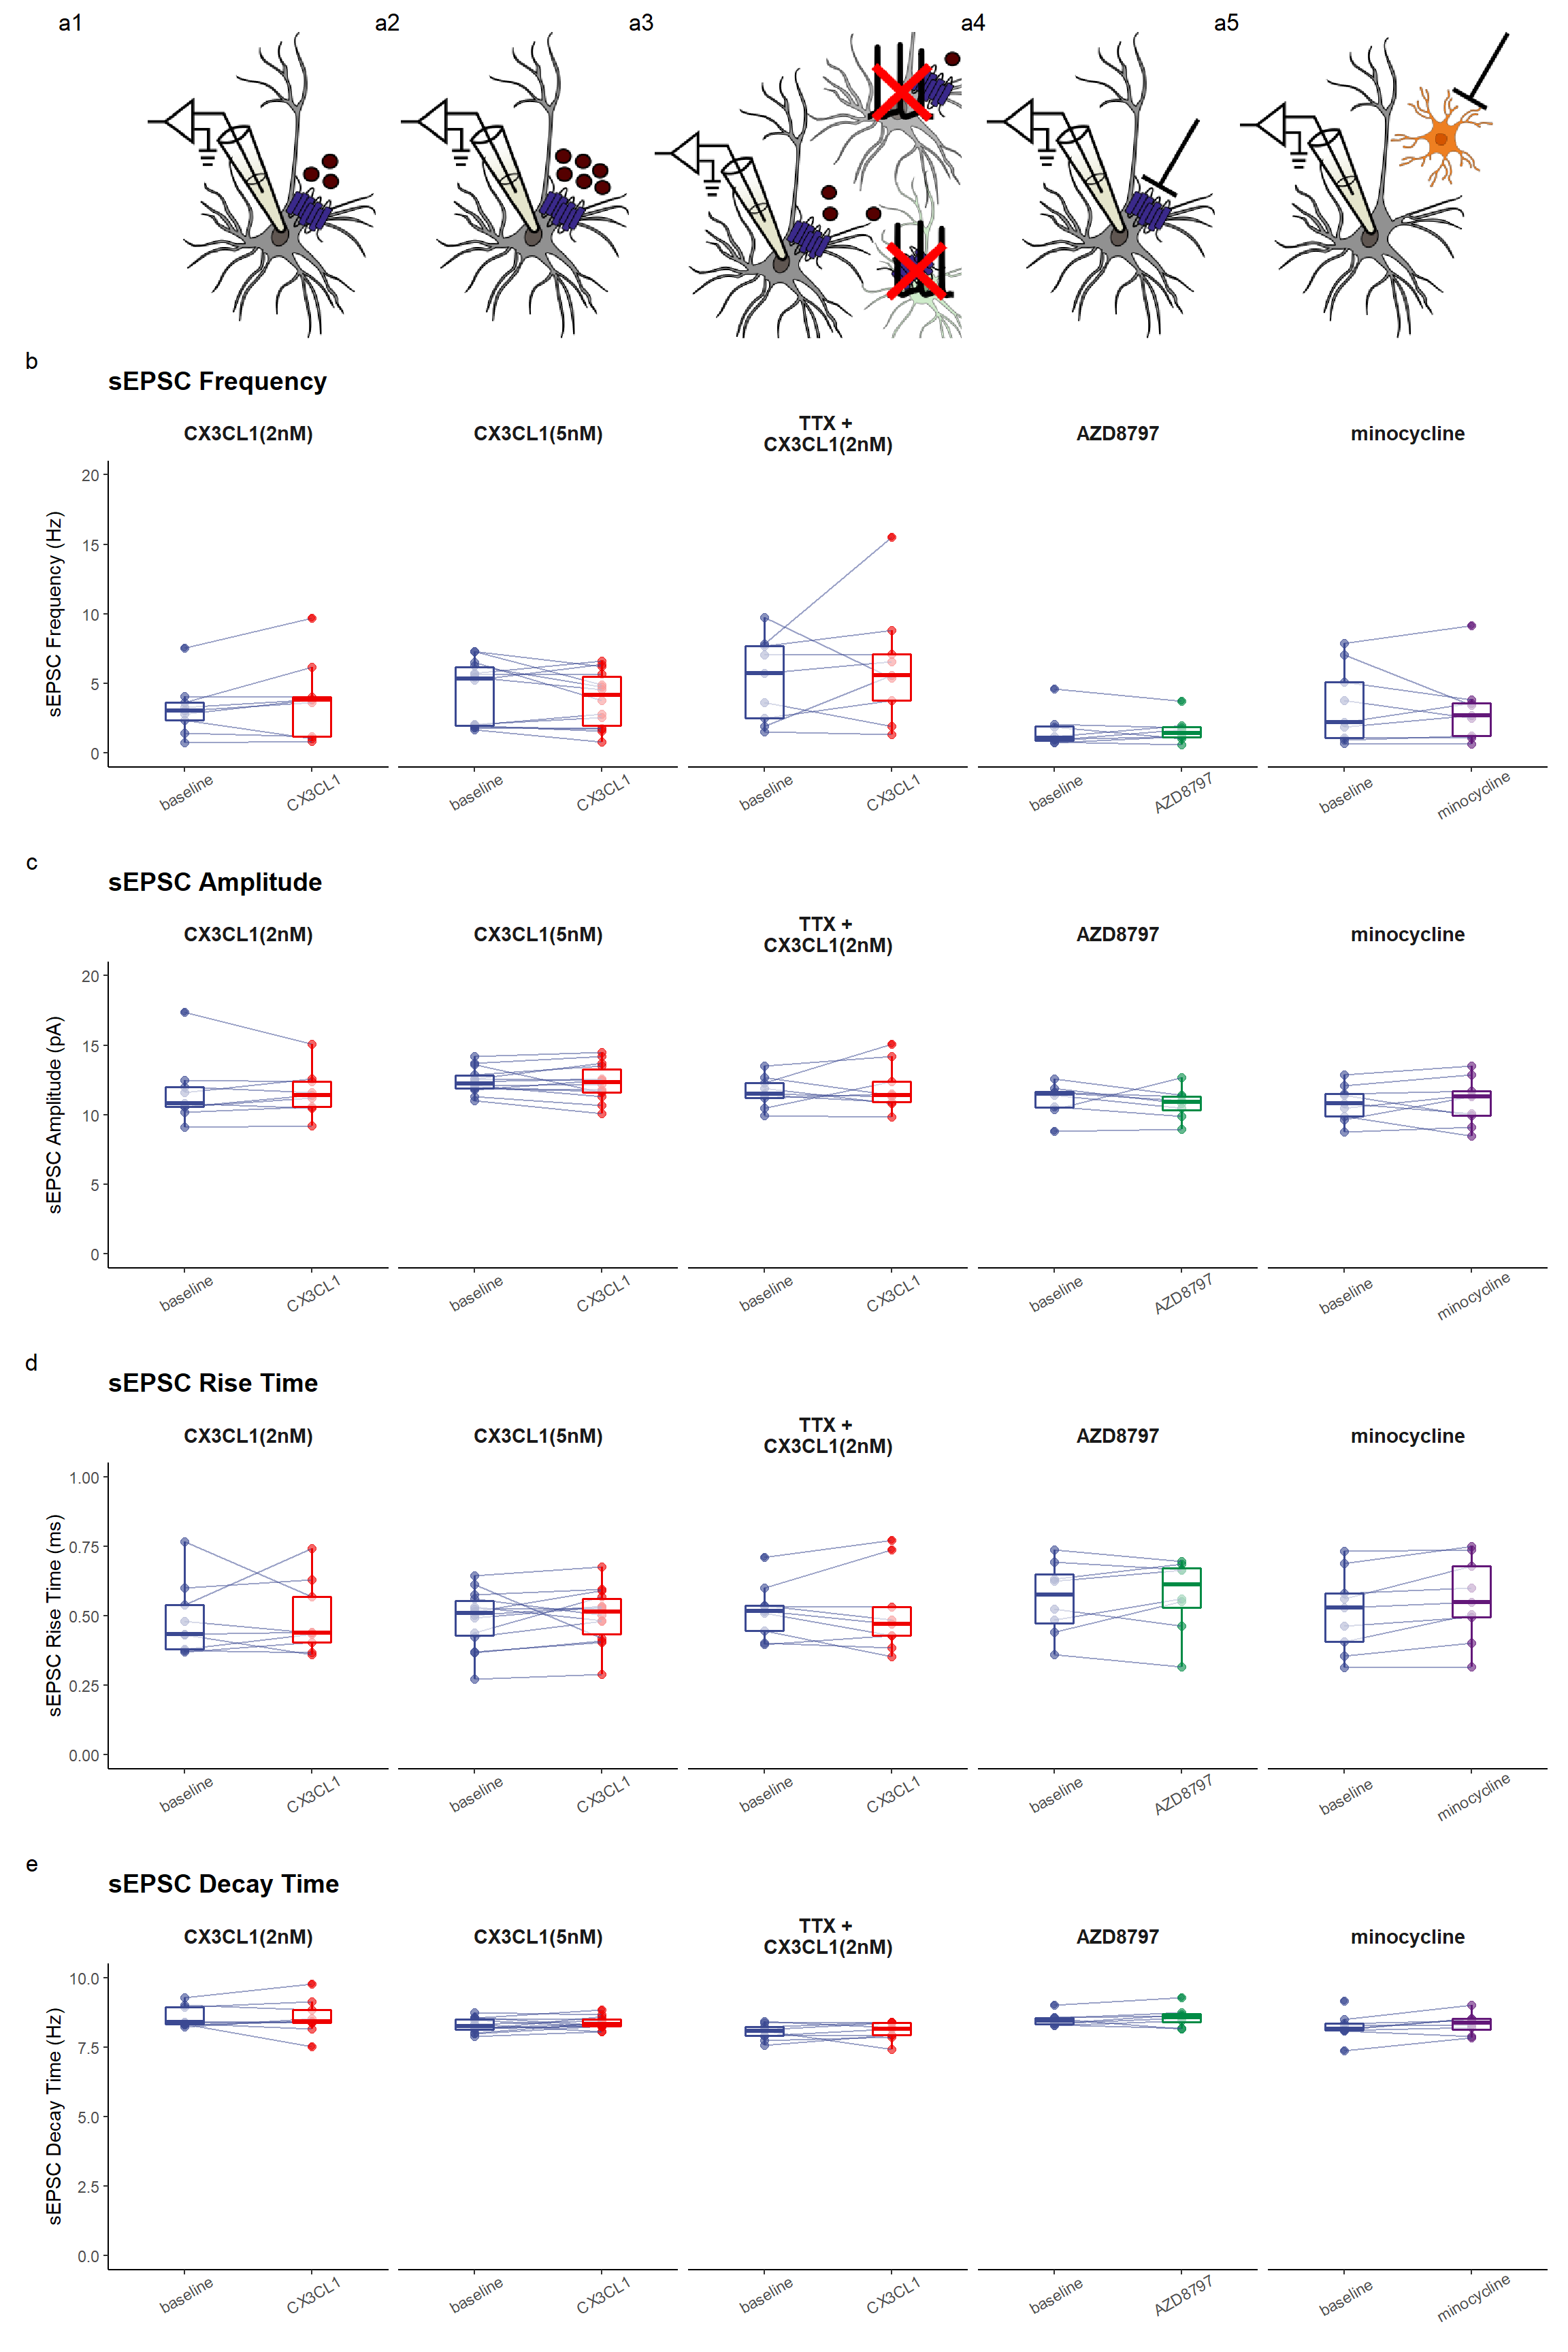 a1 a2 a3 a4 a5
b
sEPSC Frequency
CX3CL1(2nM) CX3CL1(5nM) TTX + CX3CL1(2nM) AZD8797 minocycline
sEPSC Frequency (Hz)
20
15
10
5
0
baseline CX3CL1 baseline CX3CL1 baseline CX3CL1 baseline AZD8797 baseline minocycline
c
sEPSC Amplitude
CX3CL1(2nM) CX3CL1(5nM) TTX + CX3CL1(2nM) AZD8797 minocycline
sEPSC Amplitude (pA)
20
15
10
5
0
baseline CX3CL1 baseline CX3CL1 baseline CX3CL1 baseline AZD8797 baseline minocycline
d
sEPSC Rise Time
CX3CL1(2nM) CX3CL1(5nM) TTX + CX3CL1(2nM) AZD8797 minocycline
sEPSC Rise Time (ms)
1.00
0.75
0.50
0.25
0.00
baseline CX3CL1 baseline CX3CL1 baseline CX3CL1 baseline AZD8797 baseline minocycline
e
sEPSC Decay Time
CX3CL1(2nM) CX3CL1(5nM) TTX + CX3CL1(2nM) AZD8797 minocycline
sEPSC Decay Time (Hz)
10.0
7.5
5.0
2.5
0.0
baseline CX3CL1 baseline CX3CL1 baseline CX3CL1 baseline AZD8797 baseline minocycline